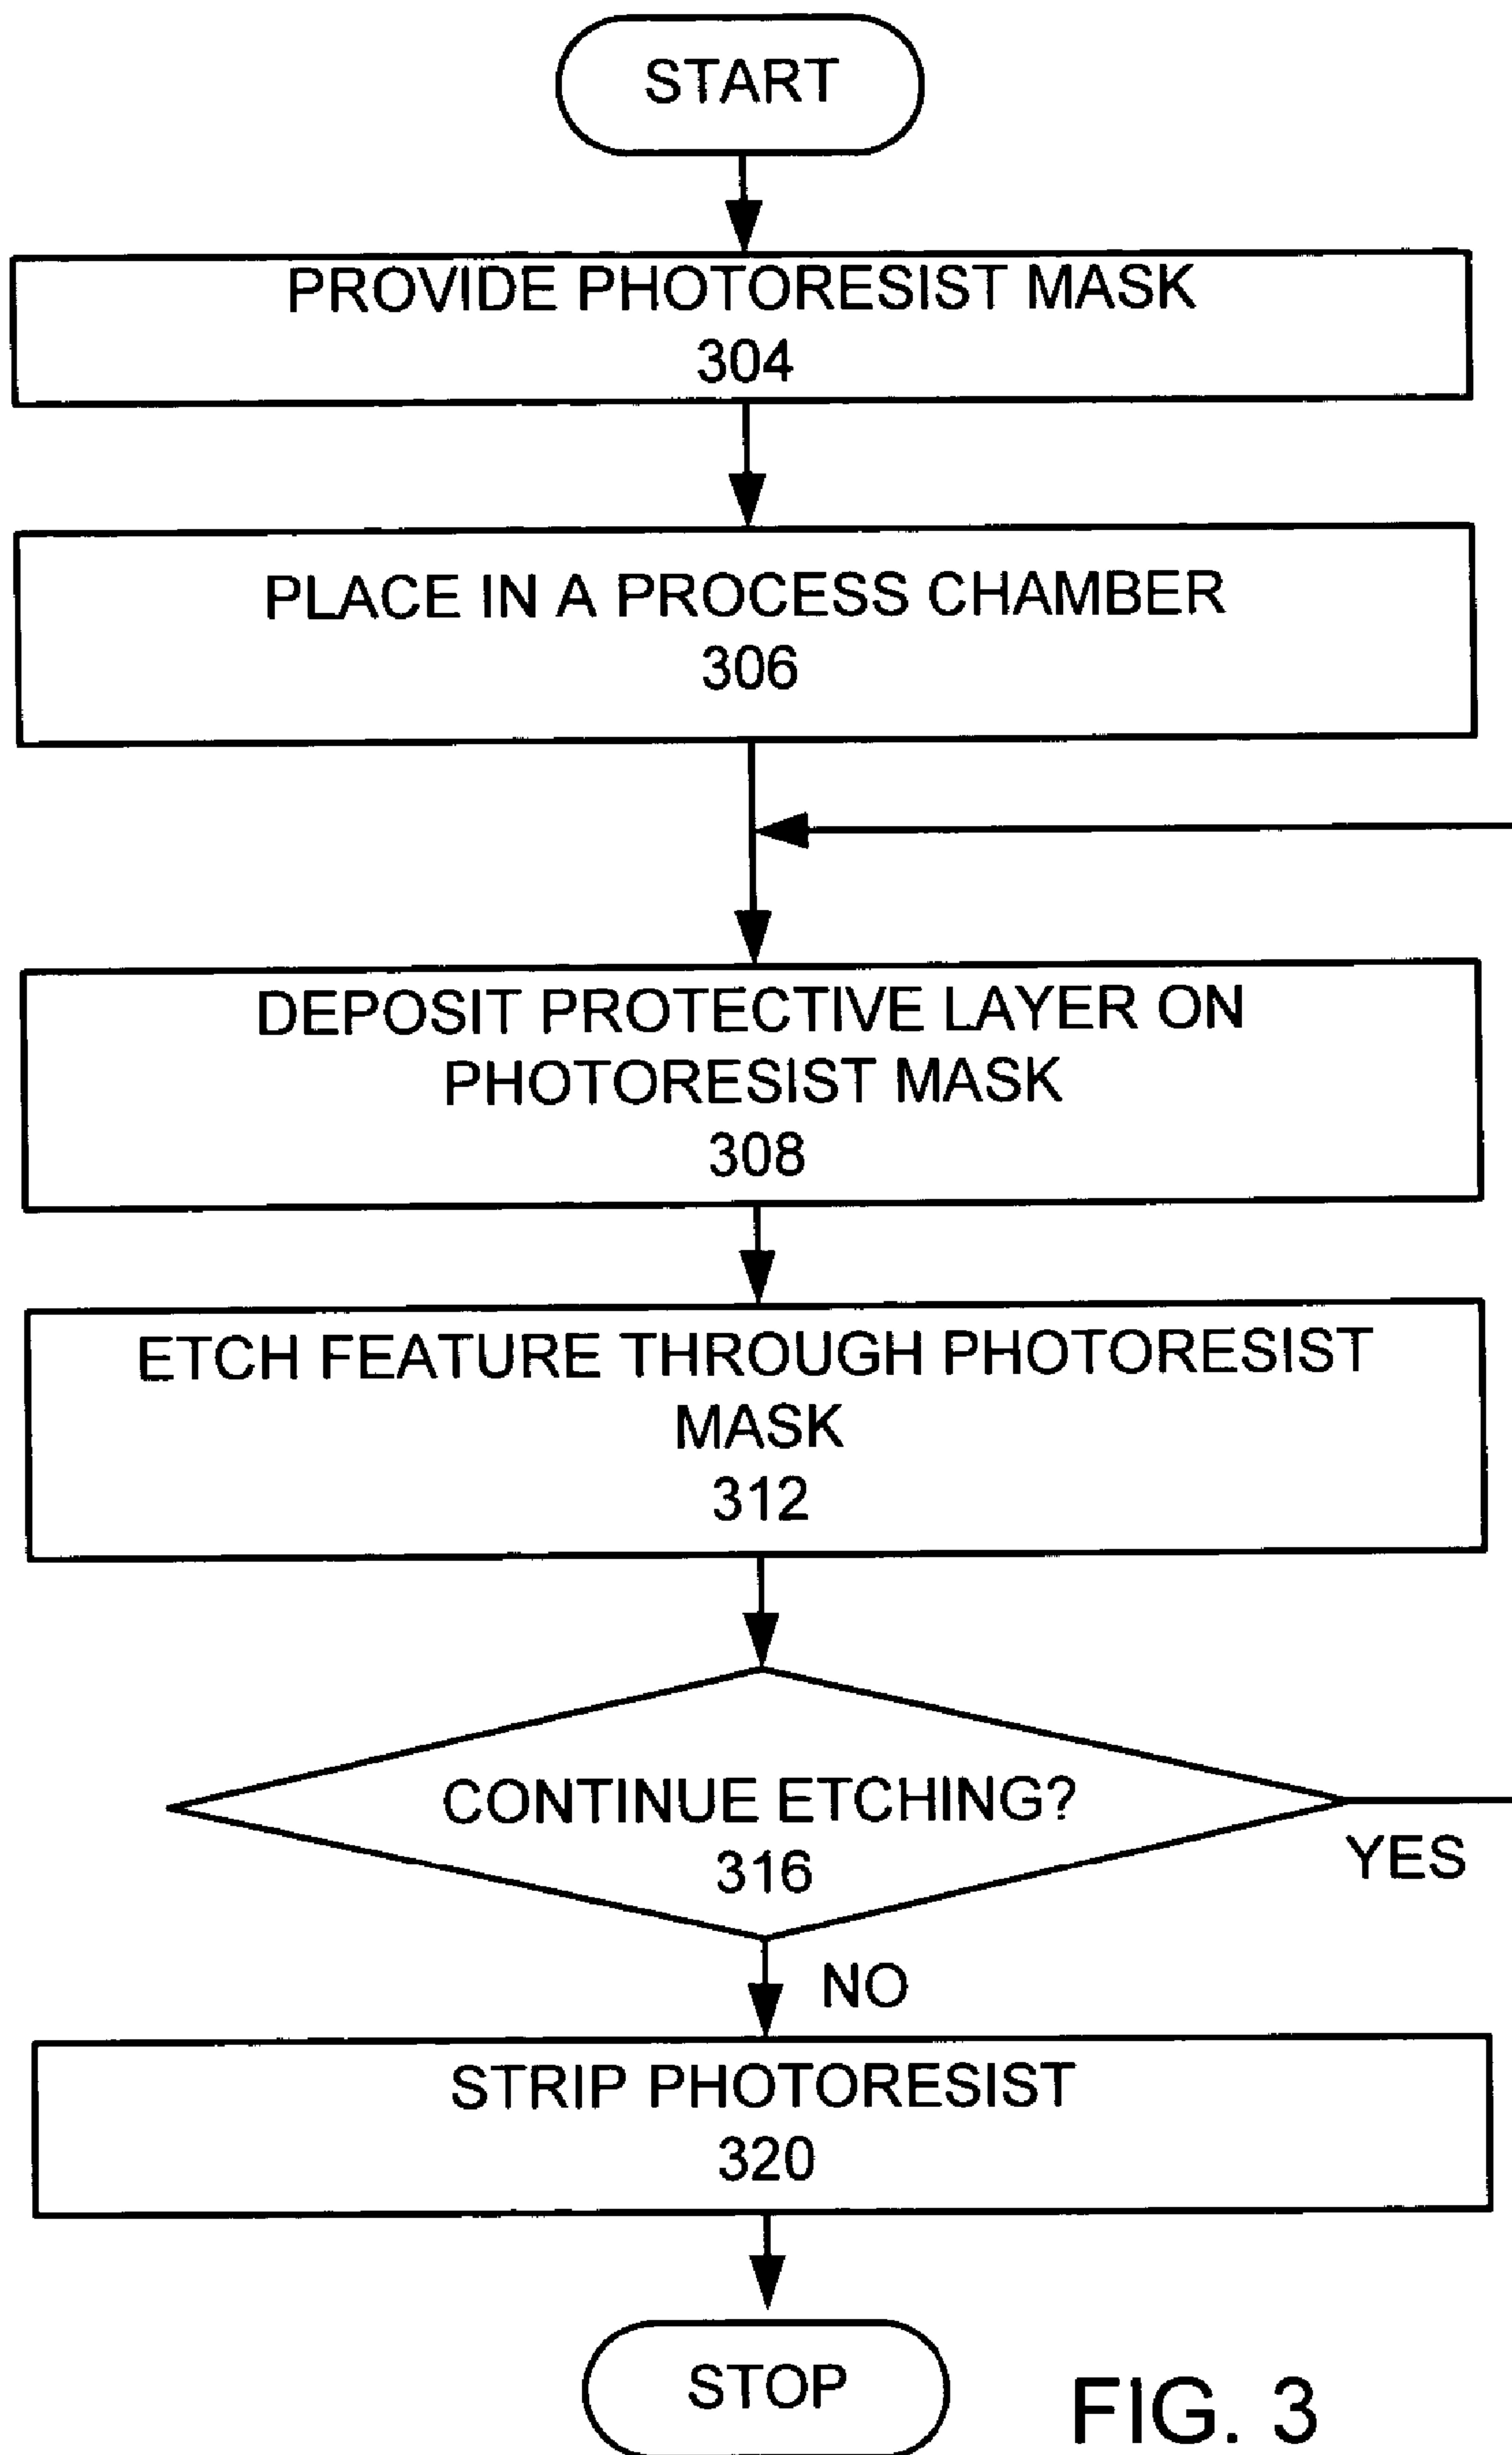 START
PROVIDE PHOTORESIST MASK
304
PLACE IN A PROCESS CHAMBER
306
DEPOSIT PROTECTIVE LAYER ON
PHOTORESIST MASK
308
ETCH FEATURE THROUGH PHOTORESIST
MASK
312
CONTINUE ETCHING?
316
YES
NO
STRIP PHOTORESIST
320
STOP
FIG. 3